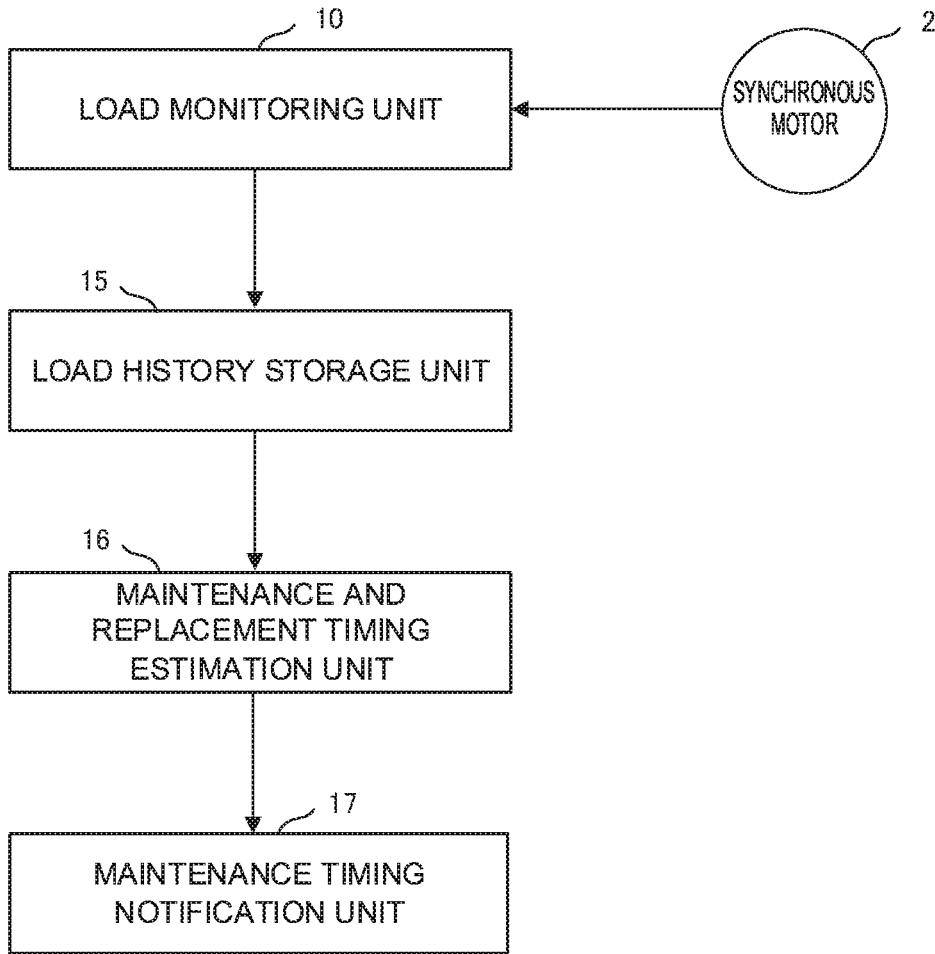 10
2
LOAD MONITORING UNIT
SYNCHRONOUS
MOTOR
15
LOAD HISTORY STORAGE UNIT
16
MAINTENANCE AND
REPLACEMENT TIMING
ESTIMATION UNIT
17
MAINTENANCE TIMING
NOTIFICATION UNIT